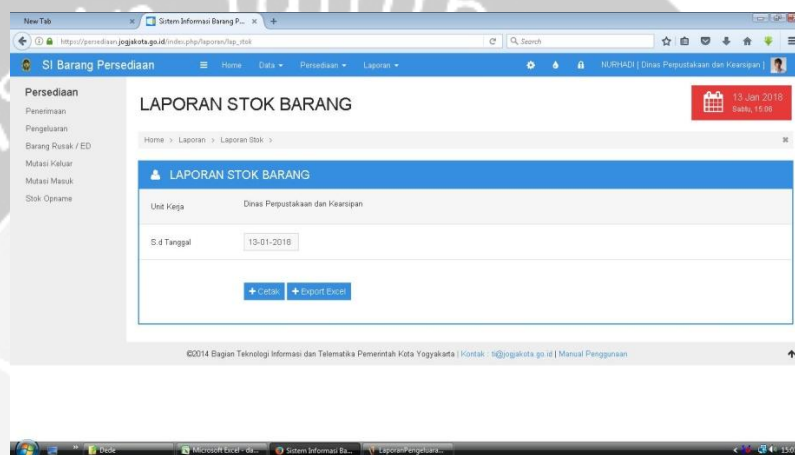 New Tab
Sistem Informasi Barang P...
https://persediaan.jogjakota.go.id/index.php/laporan/lap_stok
Search
SI Barang Persediaan
Home
Data
Persediaan
Laporan
NURHADI | Dinas Perpustakaan dan Kearsipan |
Persediaan
Penerimaan
Pengeluaran
Barang Rusak / ED
Mutasi Keluar
Mutasi Masuk
Stok Opname
LAPORAN STOK BARANG
13 Jan 2018
Sabtu, 15:06
Home > Laporan > Laporan Stok >
LAPORAN STOK BARANG
Unit Kerja
Dinas Perpustakaan dan Kearsipan
S.d Tanggal
13-01-2018
+ Cetak
+ Export Excel
©2014 Bagian Teknologi Informasi dan Telematika Pemerintah Kota Yogyakarta | Kontak : ti@jogjakota.go.id | Manual Penggunaan
Dede
Microsoft Excel - da...
Sistem Informasi Ba...
LaporanPengeluara...